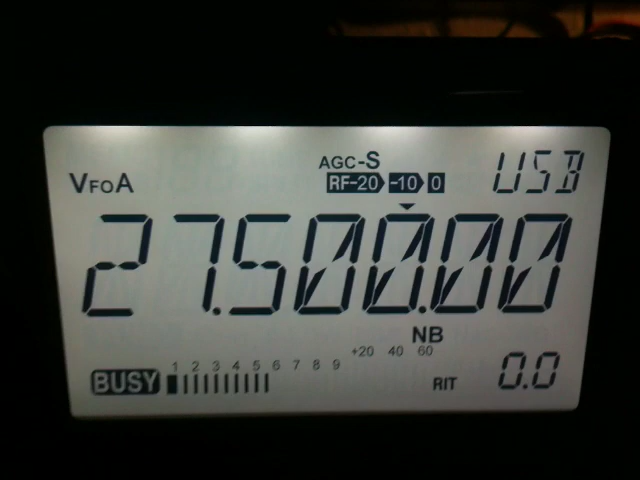 AGC-S USB
VFOA RF-20 -10 0
27.500.00
NB
+20 40 60
1 2 3 4 5 6 7 8 9
BUSY RIT 0.0